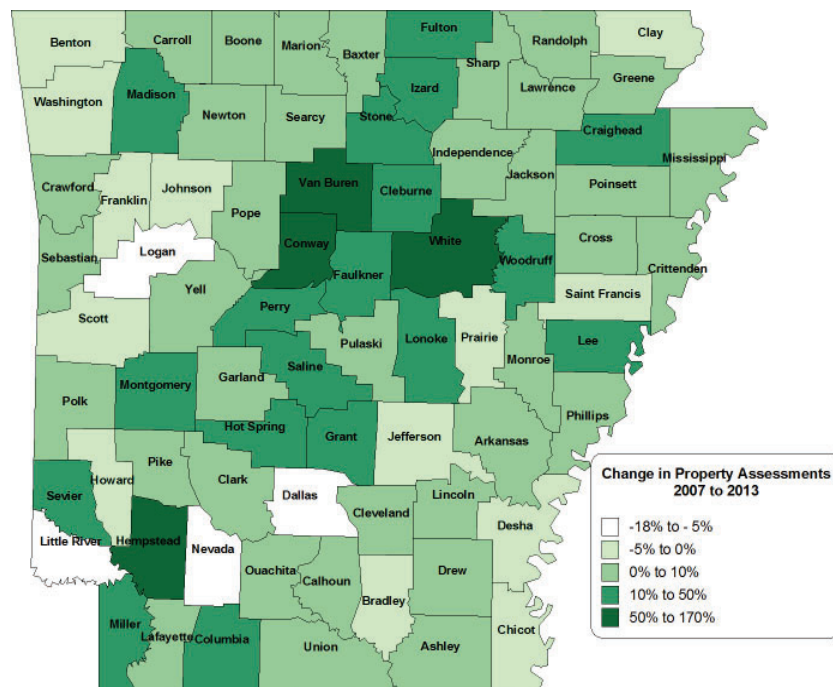 Benton
Carroll
Boone
Marion
Baxter
Fulton
Randolph
Clay
Sharp
Washington
Madison
Newton
Searcy
Stone
Izard
Lawrence
Greene
Craighead
Mississippi
Independence
Jackson
Poinsett
Crawford
Franklin
Johnson
Pope
Van Buren
Cleburne
Sebastian
Logan
Conway
White
Woodruff
Cross
Crittenden
Faulkner
Yell
Perry
Saint Francis
Scott
Pulaski
Lonoke
Prairie
Lee
Monroe
Saline
Garland
Montgomery
Polk
Phillips
Hot Spring
Grant
Jefferson
Arkansas
Howard
Pike
Clark
Sevier
Dallas
Cleveland
Lincoln
Desha
Little River
Hempstead
Nevada
Ouachita
Calhoun
Drew
Bradley
Miller
Lafayette
Columbia
Union
Ashley
Chicot
Change in Property Assessments
2007 to 2013
-18% to - 5%
-5% to 0%
0% to 10%
10% to 50%
50% to 170%